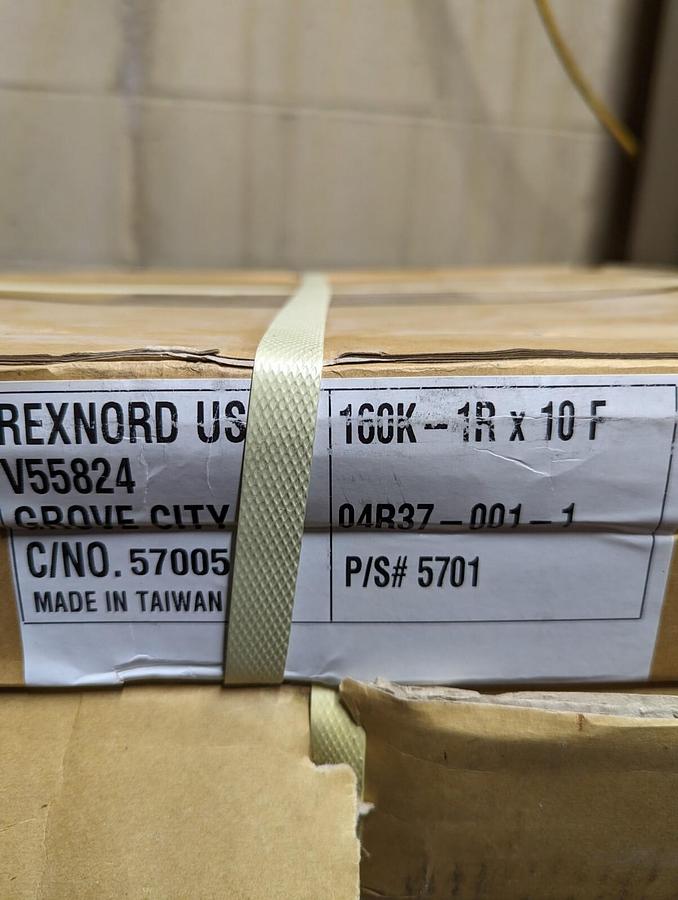 REXNORD US
V55824
GROVE CITY
C/NO. 57005
MADE IN TAIWAN
160K – 1R x 10 F
04B37 – 001 – 1
P/S# 5701